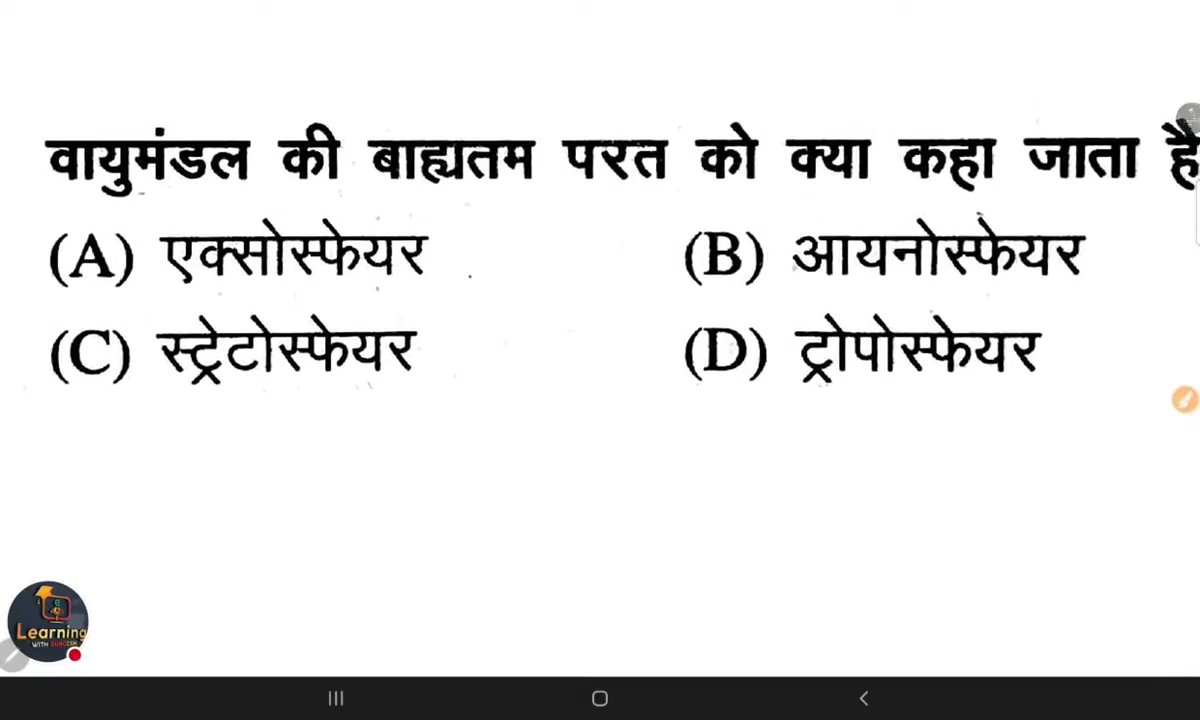 वायुमंडल की बाह्यतम परत को क्या कहा जाता है
(A) एक्सोस्फेयर (B) आयनोस्फेयर
(C) स्ट्रेटोस्फेयर (D) ट्रोपोस्फेयर
Learning